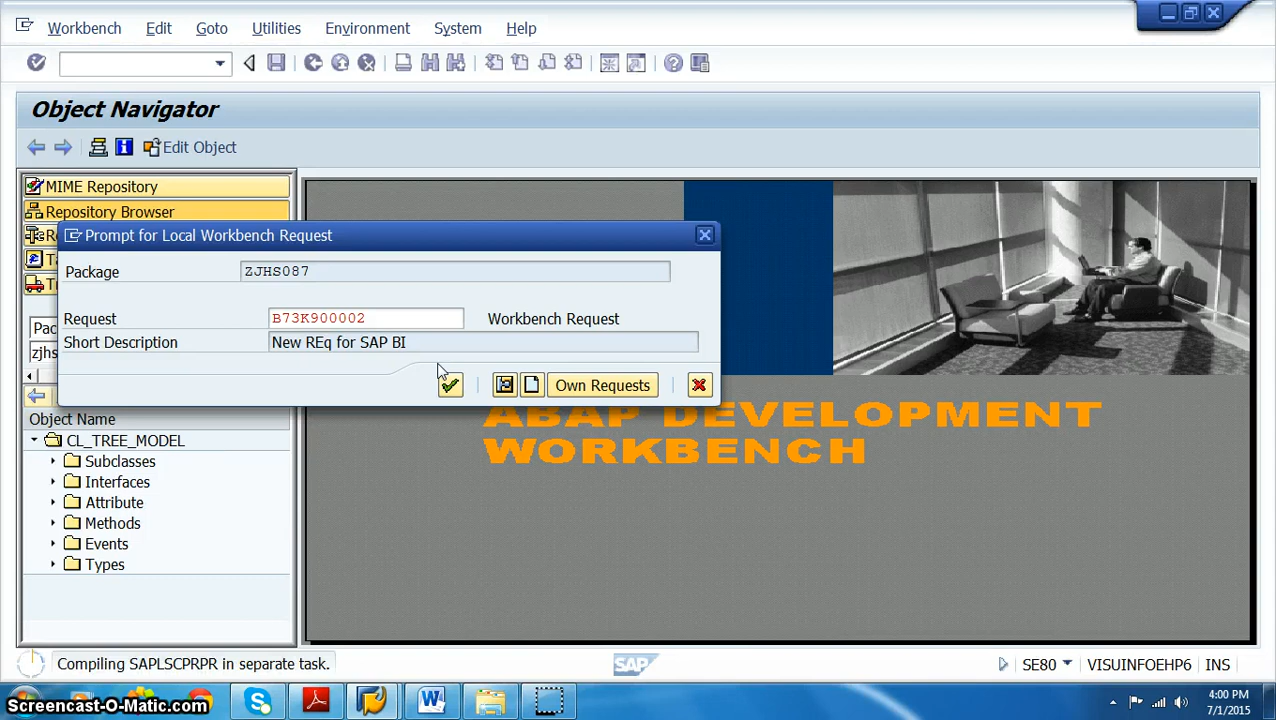 Workbench Edit Goto Utilities Environment System Help
Object Navigator
Edit Object
MIME Repository
Repository Browser
Prompt for Local Workbench Request
Package ZJHS087
Request B73K900002 Workbench Request
Short Description New REq for SAP BI
Own Requests
Pac
zjhs
Object Name
CL_TREE_MODEL
Subclasses
Interfaces
Attribute
Methods
Events
Types
ABAP DEVELOPMENT
WORKBENCH
Compiling SAPLSCPRPR in separate task.
SAP
SE80 VISUINFOEHP6 INS
Screencast-O-Matic.com
4:00 PM
7/1/2015